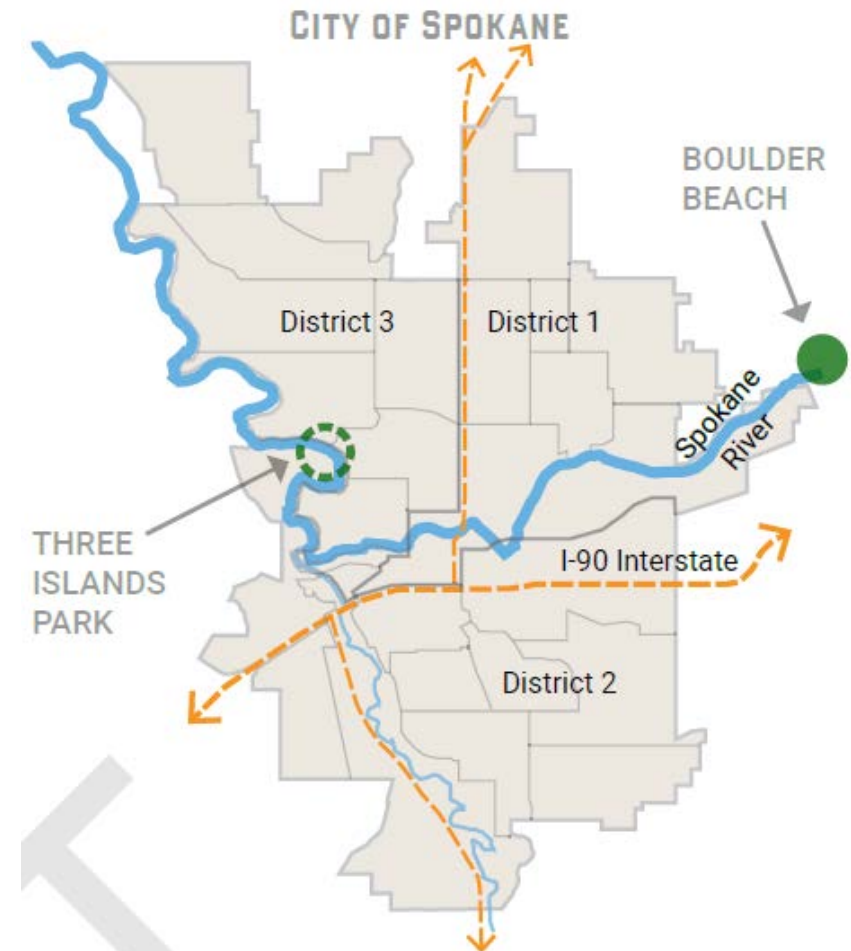 CITY OF SPOKANE
BOULDER
BEACH
District 3
District 1
Spokane
River
THREE
ISLANDS
PARK
I-90 Interstate
District 2